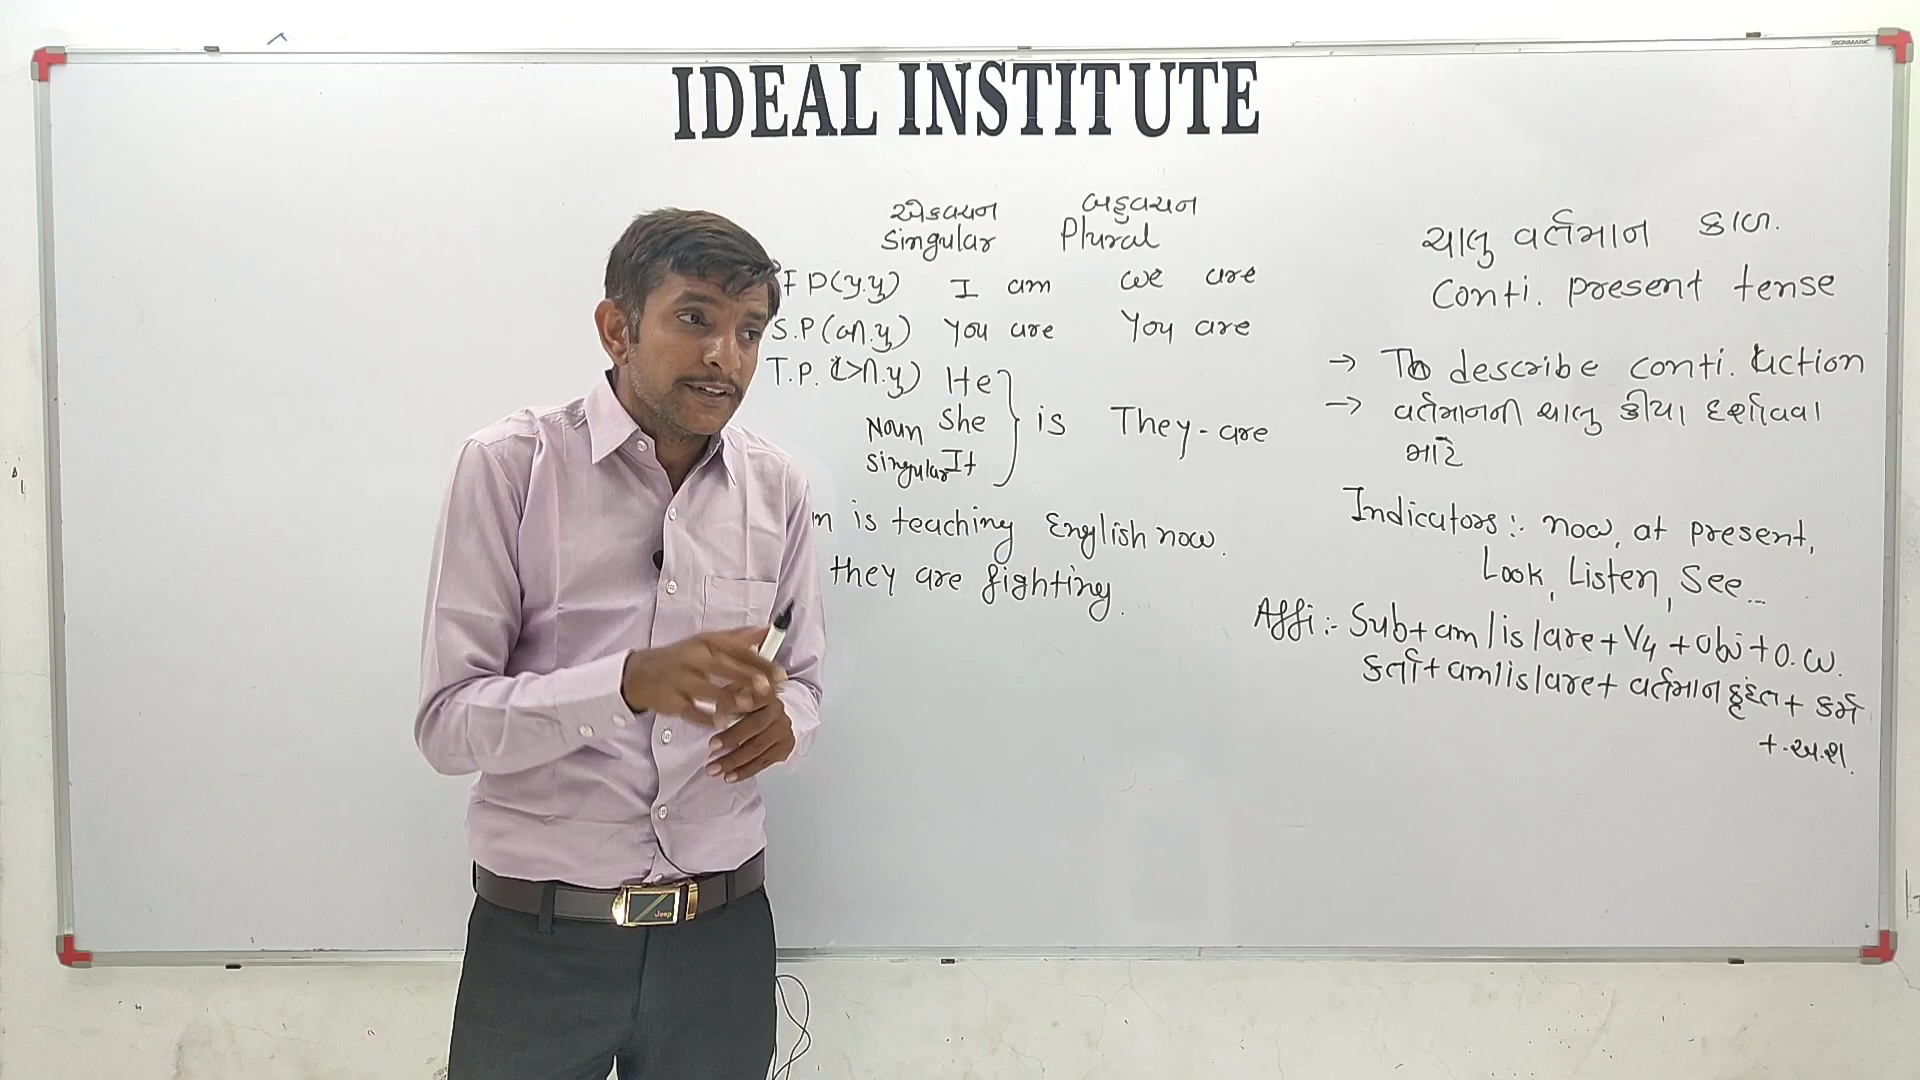 IDEAL INSTITUTE
એકવચન બહુવચન
Singular Plural
F P(પ.પુ) I am We are
S.P(બી.પુ) You are You are
T.P. (ત્રી.પુ) He
Noun She is They-are
Singular It
is teaching English now.
they are fighting.
ચાલુ વર્તમાન કાળ.
Conti. present tense
→ To describe conti. action
→ વર્તમાનની ચાલુ ક્રીયા દર્શાવવા
માટે
Indicators:- now, at present,
Look, Listen, See...
Affi:- Sub+am/is/are+V4+obj+o.w.
કર્તા+am/is/are+ વર્તમાન કૃદંત+ કર્મ
+.અ.શ.
SIGNMARK
Jeep